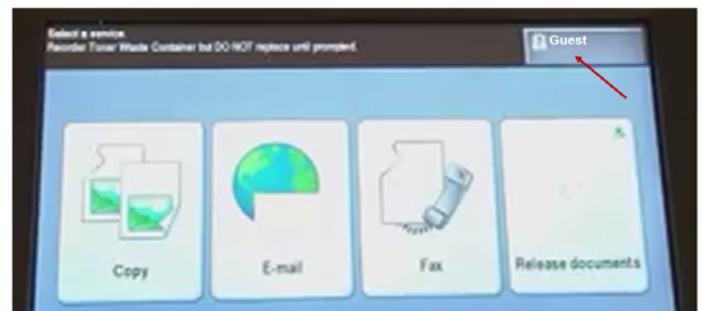 Select a service.
Reorder Toner Waste Container but DO NOT replace until prompted.
Guest
Copy
E-mail
Fax
Release documents